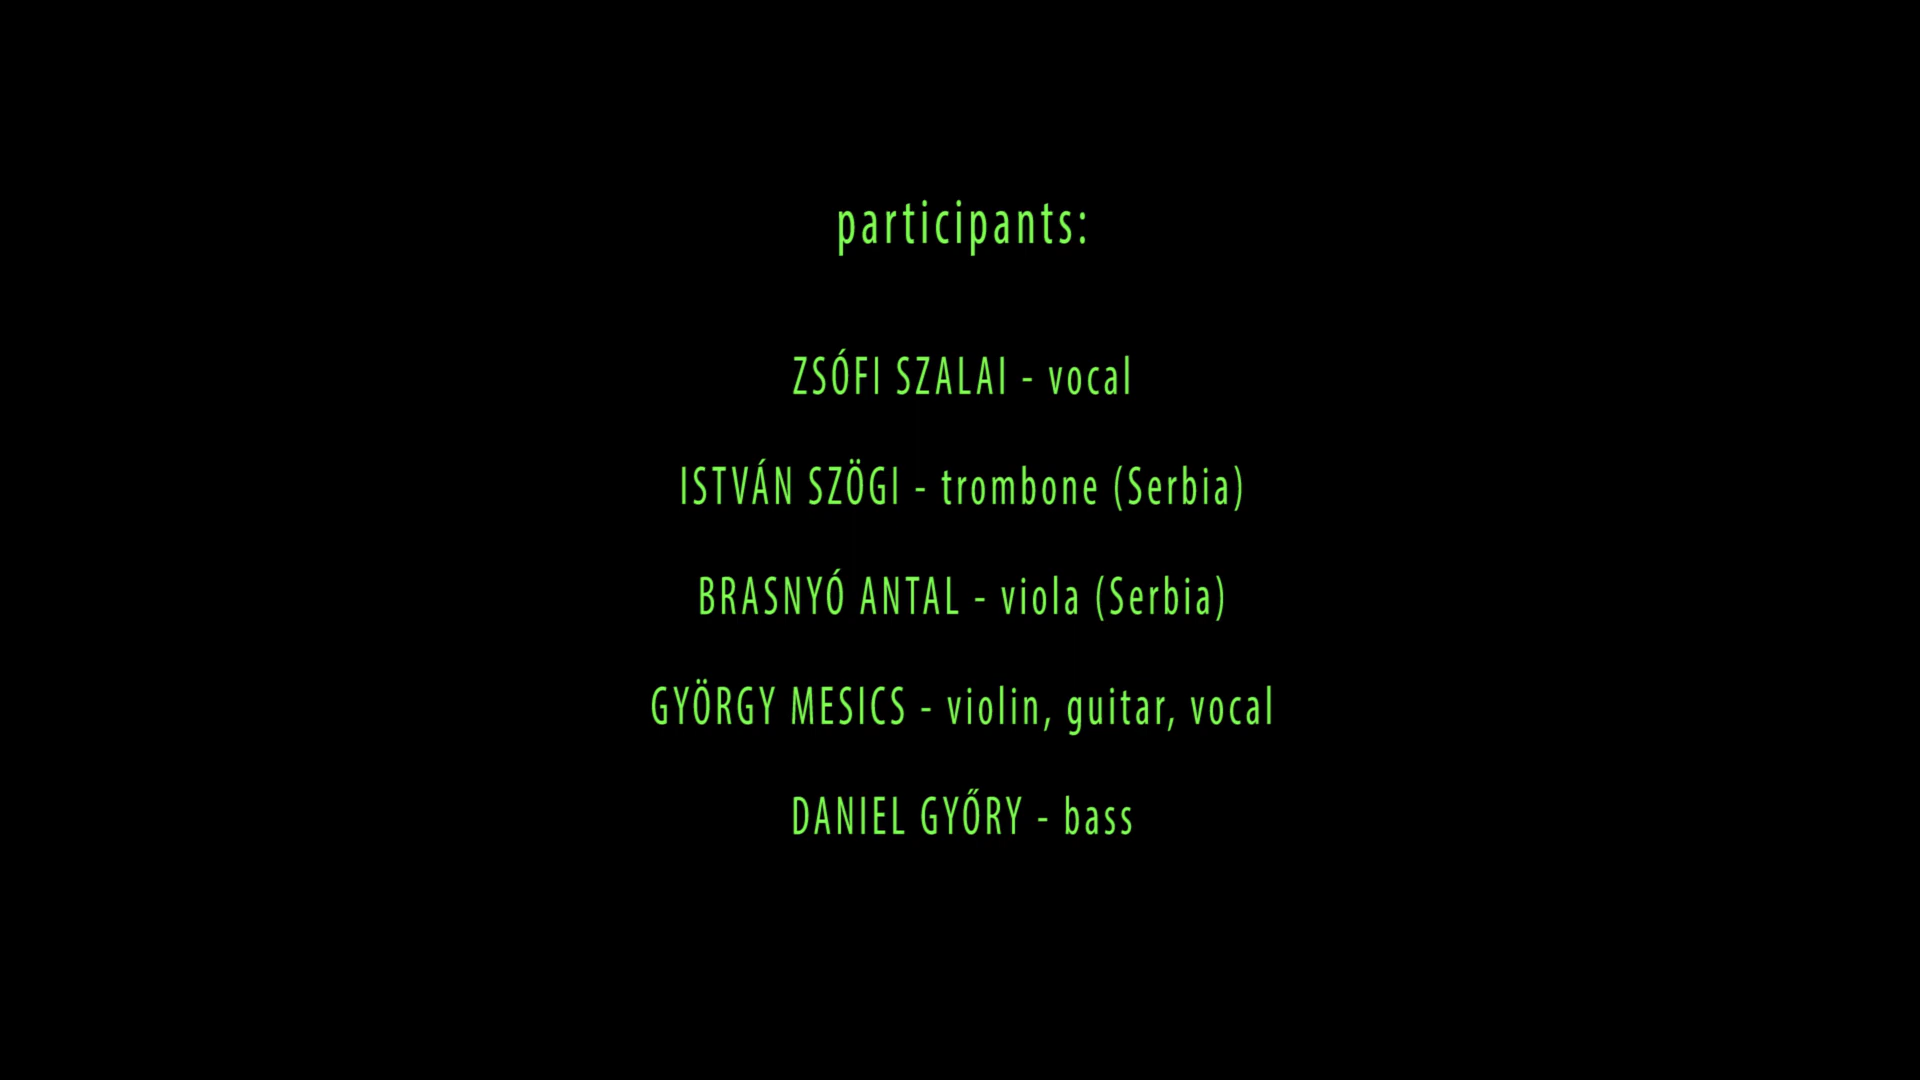 participants:
ZSÓFI SZALAI - vocal
ISTVÁN SZÖGI - trombone (Serbia)
BRASNYÓ ANTAL - viola (Serbia)
GYÖRGY MESICS - violin, guitar, vocal
DANIEL GYŐRY - bass